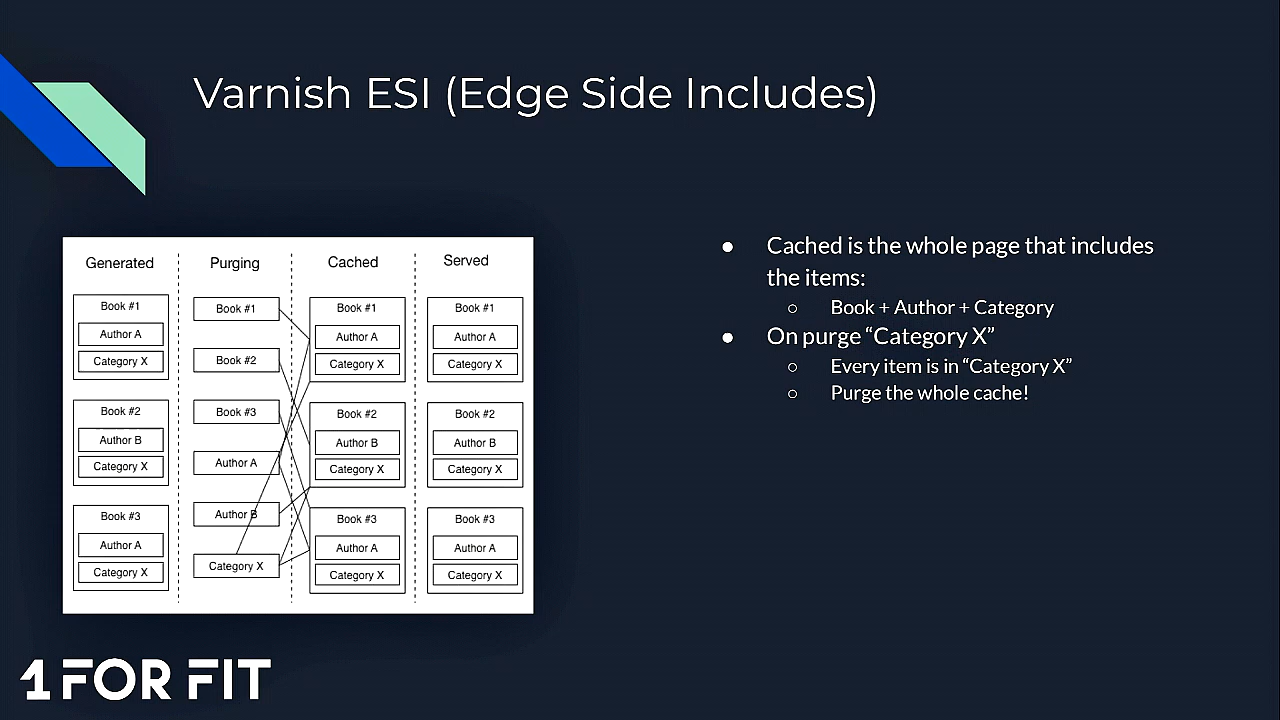 Varnish ESI (Edge Side Includes)
Generated
Book #1
Author A
Category X
Book #2
Author B
Category X
Book #3
Author A
Category X
Purging
Book #1
Book #2
Book #3
Author A
Author B
Category X
Cached
Book #1
Author A
Category X
Book #2
Author B
Category X
Book #3
Author A
Category X
Served
Book #1
Author A
Category X
Book #2
Author B
Category X
Book #3
Author A
Category X
● Cached is the whole page that includes
the items:
○ Book + Author + Category
● On purge “Category X”
○ Every item is in “Category X”
○ Purge the whole cache!
1 FOR FIT